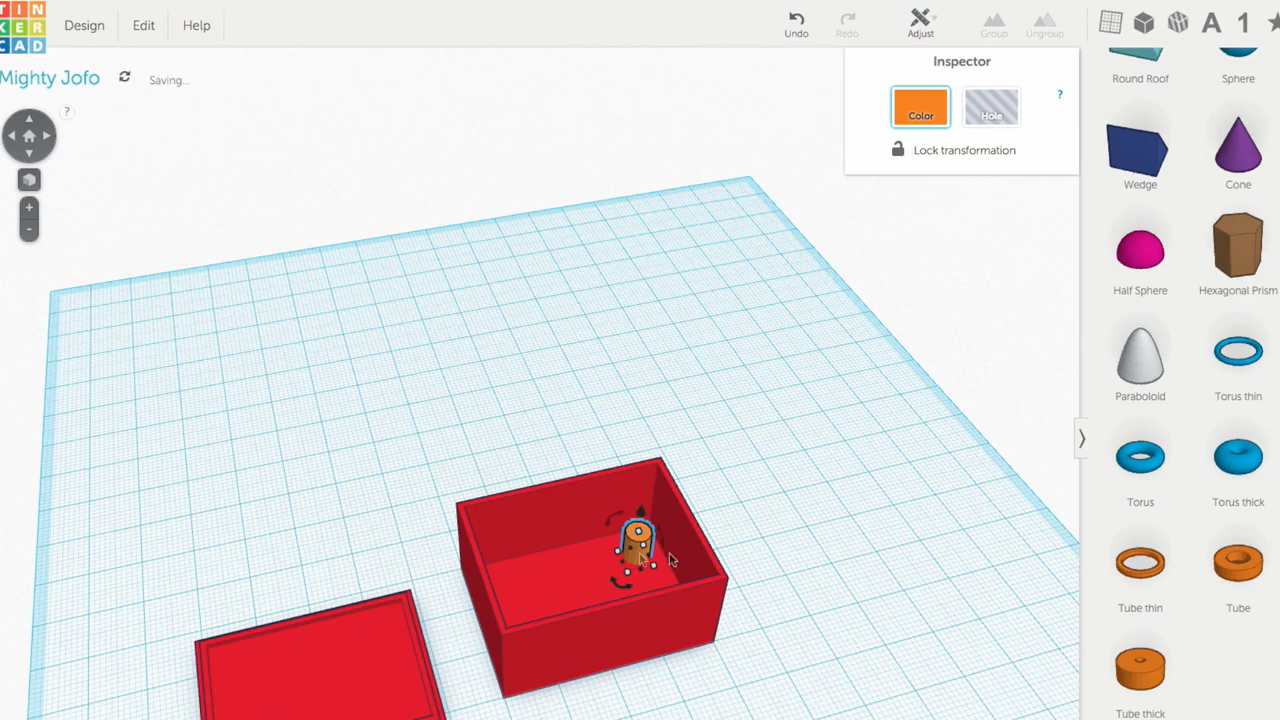 TIN
KER
CAD
Design
Edit
Help
Undo
Redo
Adjust
Group
Ungroup
A 1
Mighty Jofo
Saving...
?
+
-
Inspector
Color
Hole
?
Lock transformation
Round Roof
Sphere
Wedge
Cone
Half Sphere
Hexagonal Prism
Paraboloid
Torus thin
Torus
Torus thick
Tube thin
Tube
Tube thick